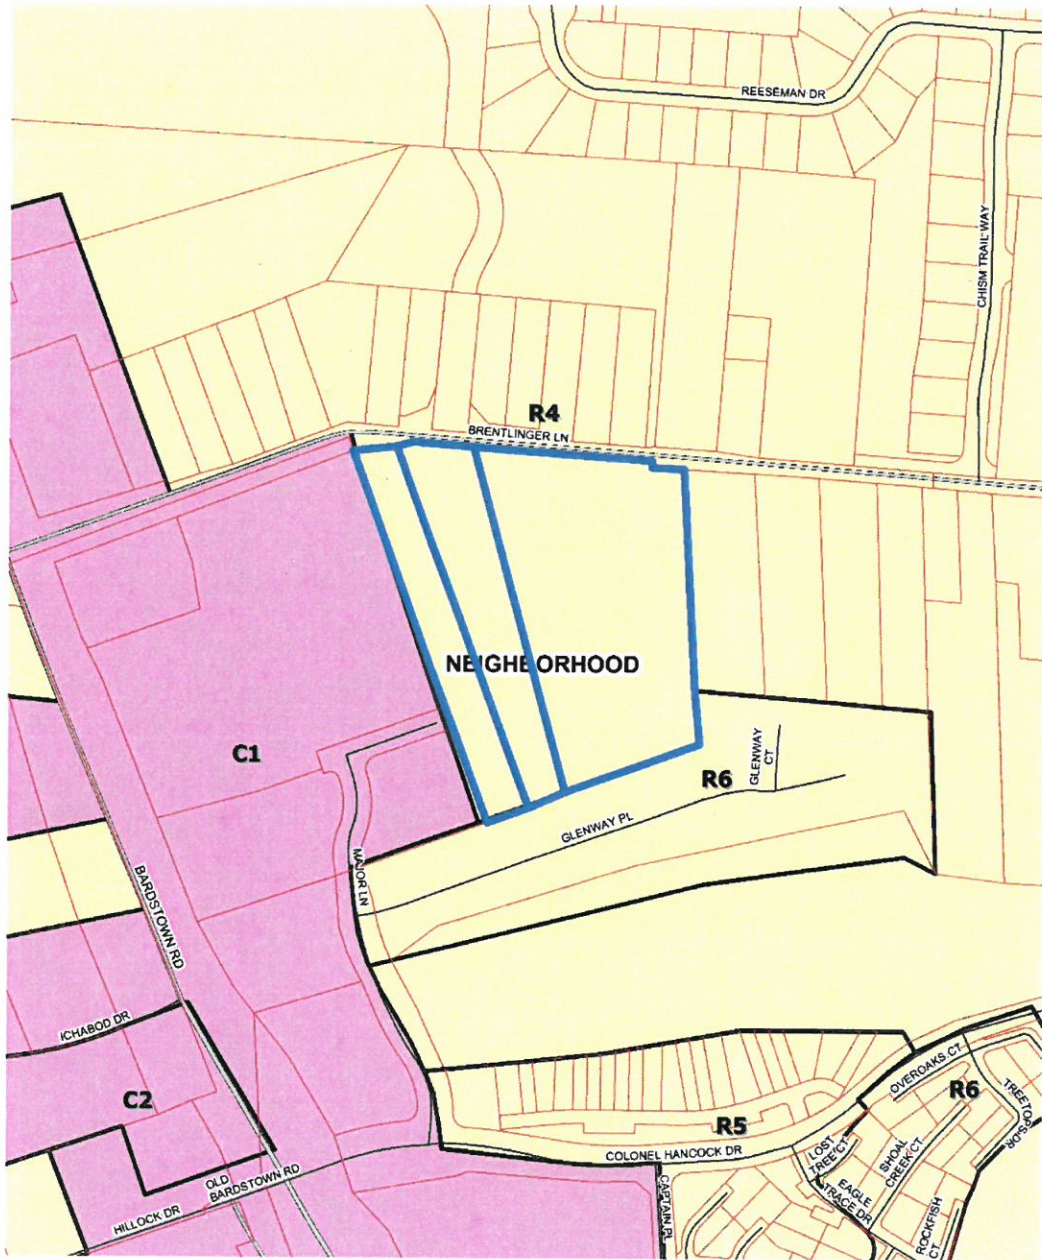 REESEMAN DR
CHISM TRAIL WAY
R4
BRENTLINGER LN
NEIGHBORHOOD
C1
GLENWAY
CT
R6
GLENWAY PL
MAJOR LN
BARDSTOWN RD
ICHABOD DR
C2
OVEROAKS CT
R6
TREETOPS DR
R5
LOST
TREE CT
SHOAL
CREEK CT
COLONEL HANCOCK DR
OLD
BARDSTOWN RD
EAGLE
TRACE DR
CAPTAIN PL
HILLOCK DR
ROCKFISH
CT